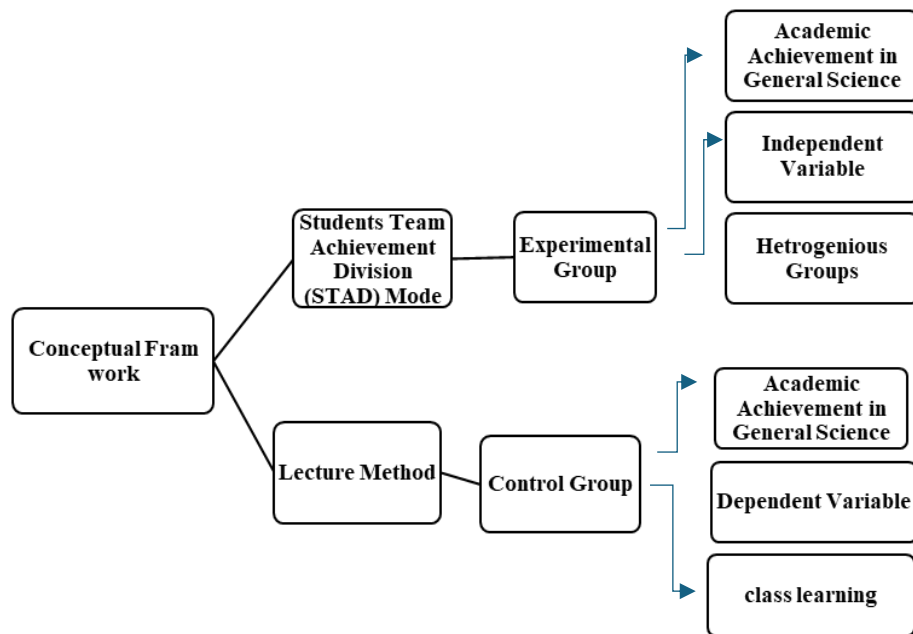 Academic
Achievement in
General Science
Independent
Variable
Students Team
Achievement
Division
(STAD) Mode
Experimental
Group
Hetrogenious
Groups
Conceptual Fram
work
Academic
Achievement in
General Science
Lecture Method
Control Group
Dependent Variable
class learning